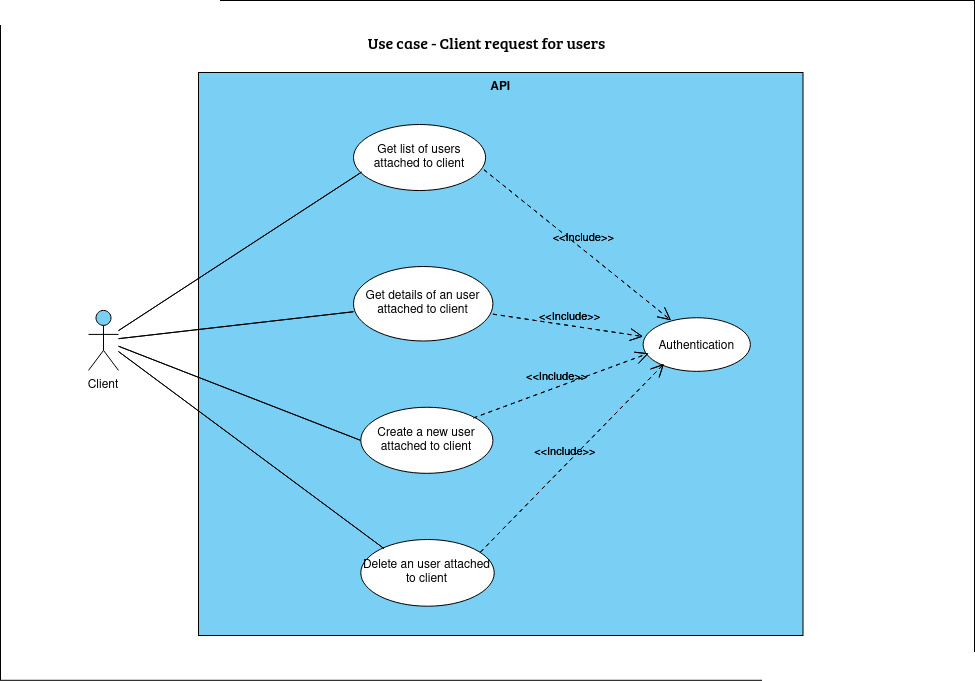 Use case - Client request for users
API
Get list of users
attached to client
<<Include>>
Get details of an user
attached to client
<<Include>>
Authentication
Client
<<Include>>
Create a new user
attached to client
<<Include>>
Delete an user attached
to client